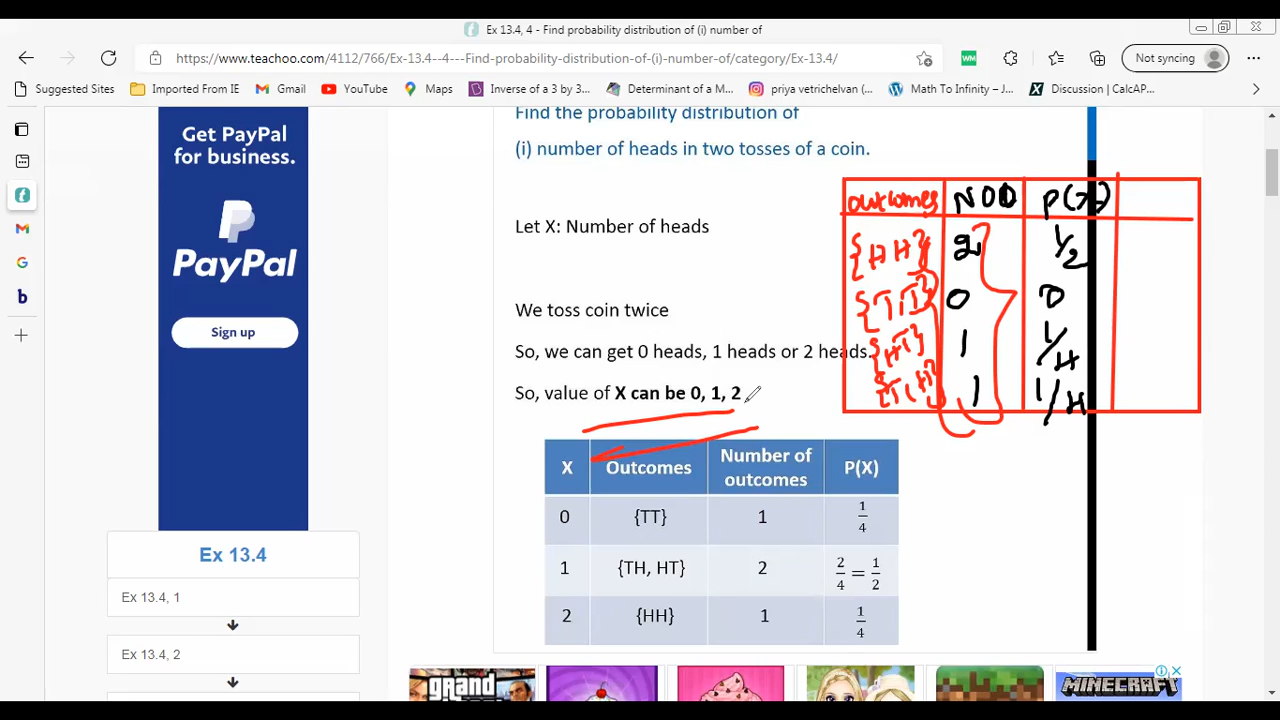 Ex 13.4, 4 - Find probability distribution of (i) number of
https://www.teachoo.com/4112/766/Ex-13.4--4---Find-probability-distribution-of-(i)-number-of/category/Ex-13.4/
Not syncing
Suggested Sites
Imported From IE
Gmail
YouTube
Maps
Inverse of a 3 by 3...
Determinant of a M...
priya vetrichelvan (...
Math To Infinity - Jo...
Discussion | CalcAP...
Get PayPal
for business.
PayPal
Sign up
Find the probability distribution of
(i) number of heads in two tosses of a coin.
Let X: Number of heads
We toss coin twice
So, we can get 0 heads, 1 heads or 2 heads.
So, value of X can be 0, 1, 2
outcomes NOO P(x)
{HH} 2 1/2
{TT} 0 0
{HT} 1 1/H
{TH} 1 1/H
X Outcomes Number of outcomes P(X)
0 {TT} 1 1/4
1 {TH, HT} 2 2/4 = 1/2
2 {HH} 1 1/4
Ex 13.4
Ex 13.4, 1
Ex 13.4, 2
grand
MINECRAFT